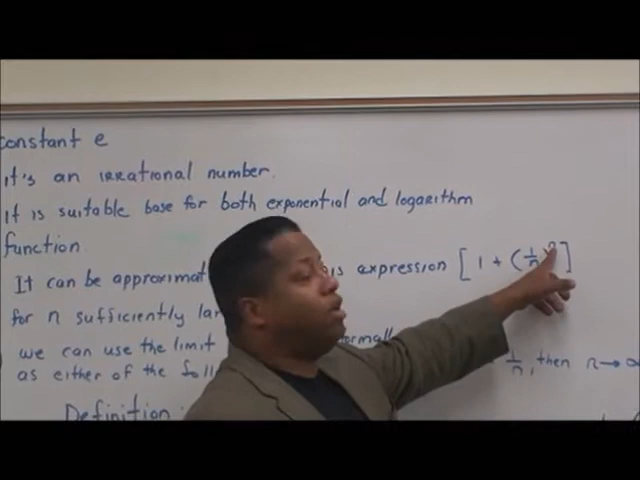 constant e
it's an irrational number.
It is suitable base for both exponential and logarithm
function
It can be approximat is expression [ 1 + (1/n)^n ]
for n sufficiently lar
we can use the limit
as either of the foll 1/n, then n→∞
Definition